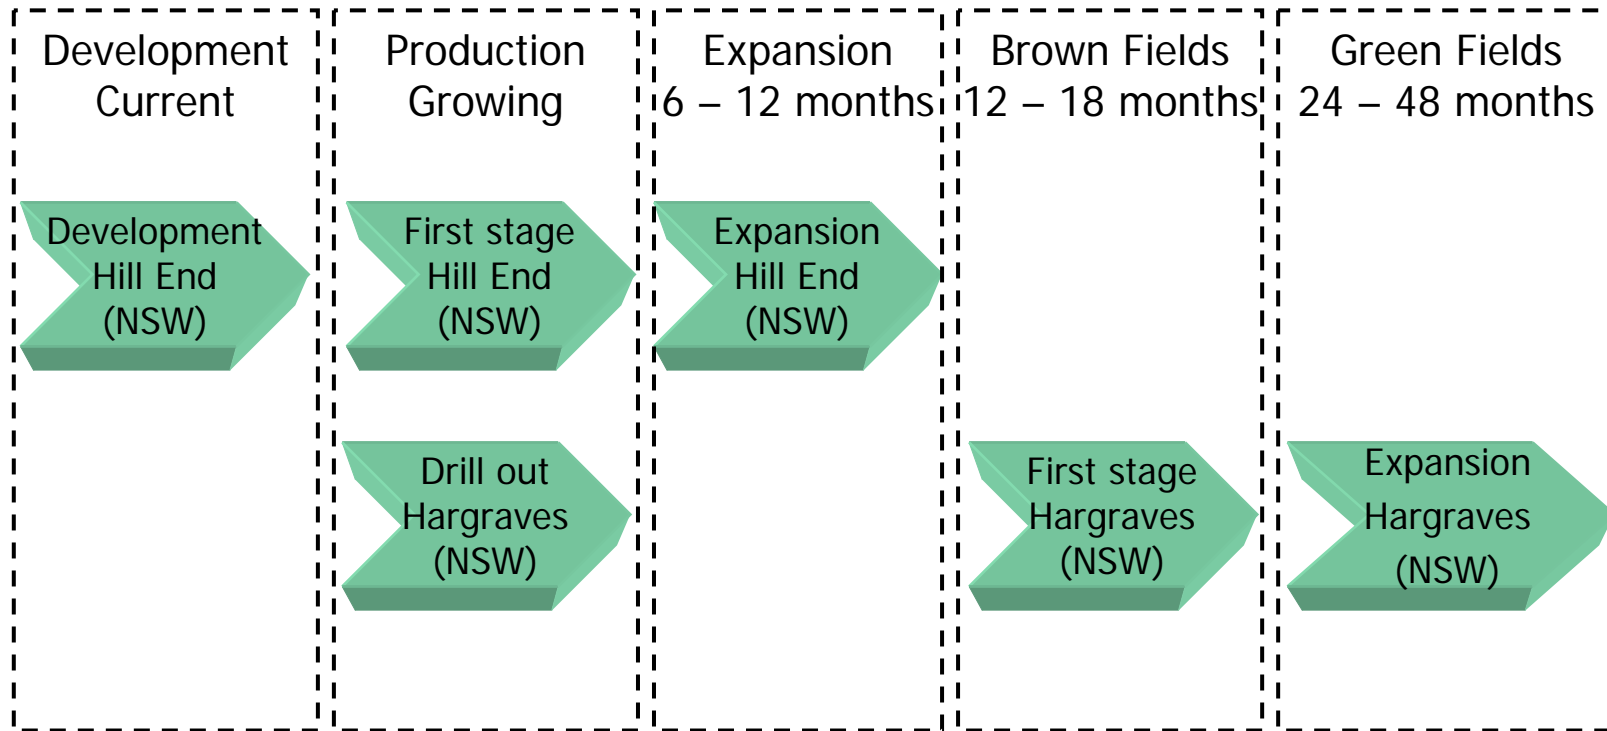 Development
Current
Production
Growing
Expansion
6 – 12 months
Brown Fields
12 – 18 months
Green Fields
24 – 48 months
Development
Hill End
(NSW)
First stage
Hill End
(NSW)
Expansion
Hill End
(NSW)
Drill out
Hargraves
(NSW)
First stage
Hargraves
(NSW)
Expansion
Hargraves
(NSW)